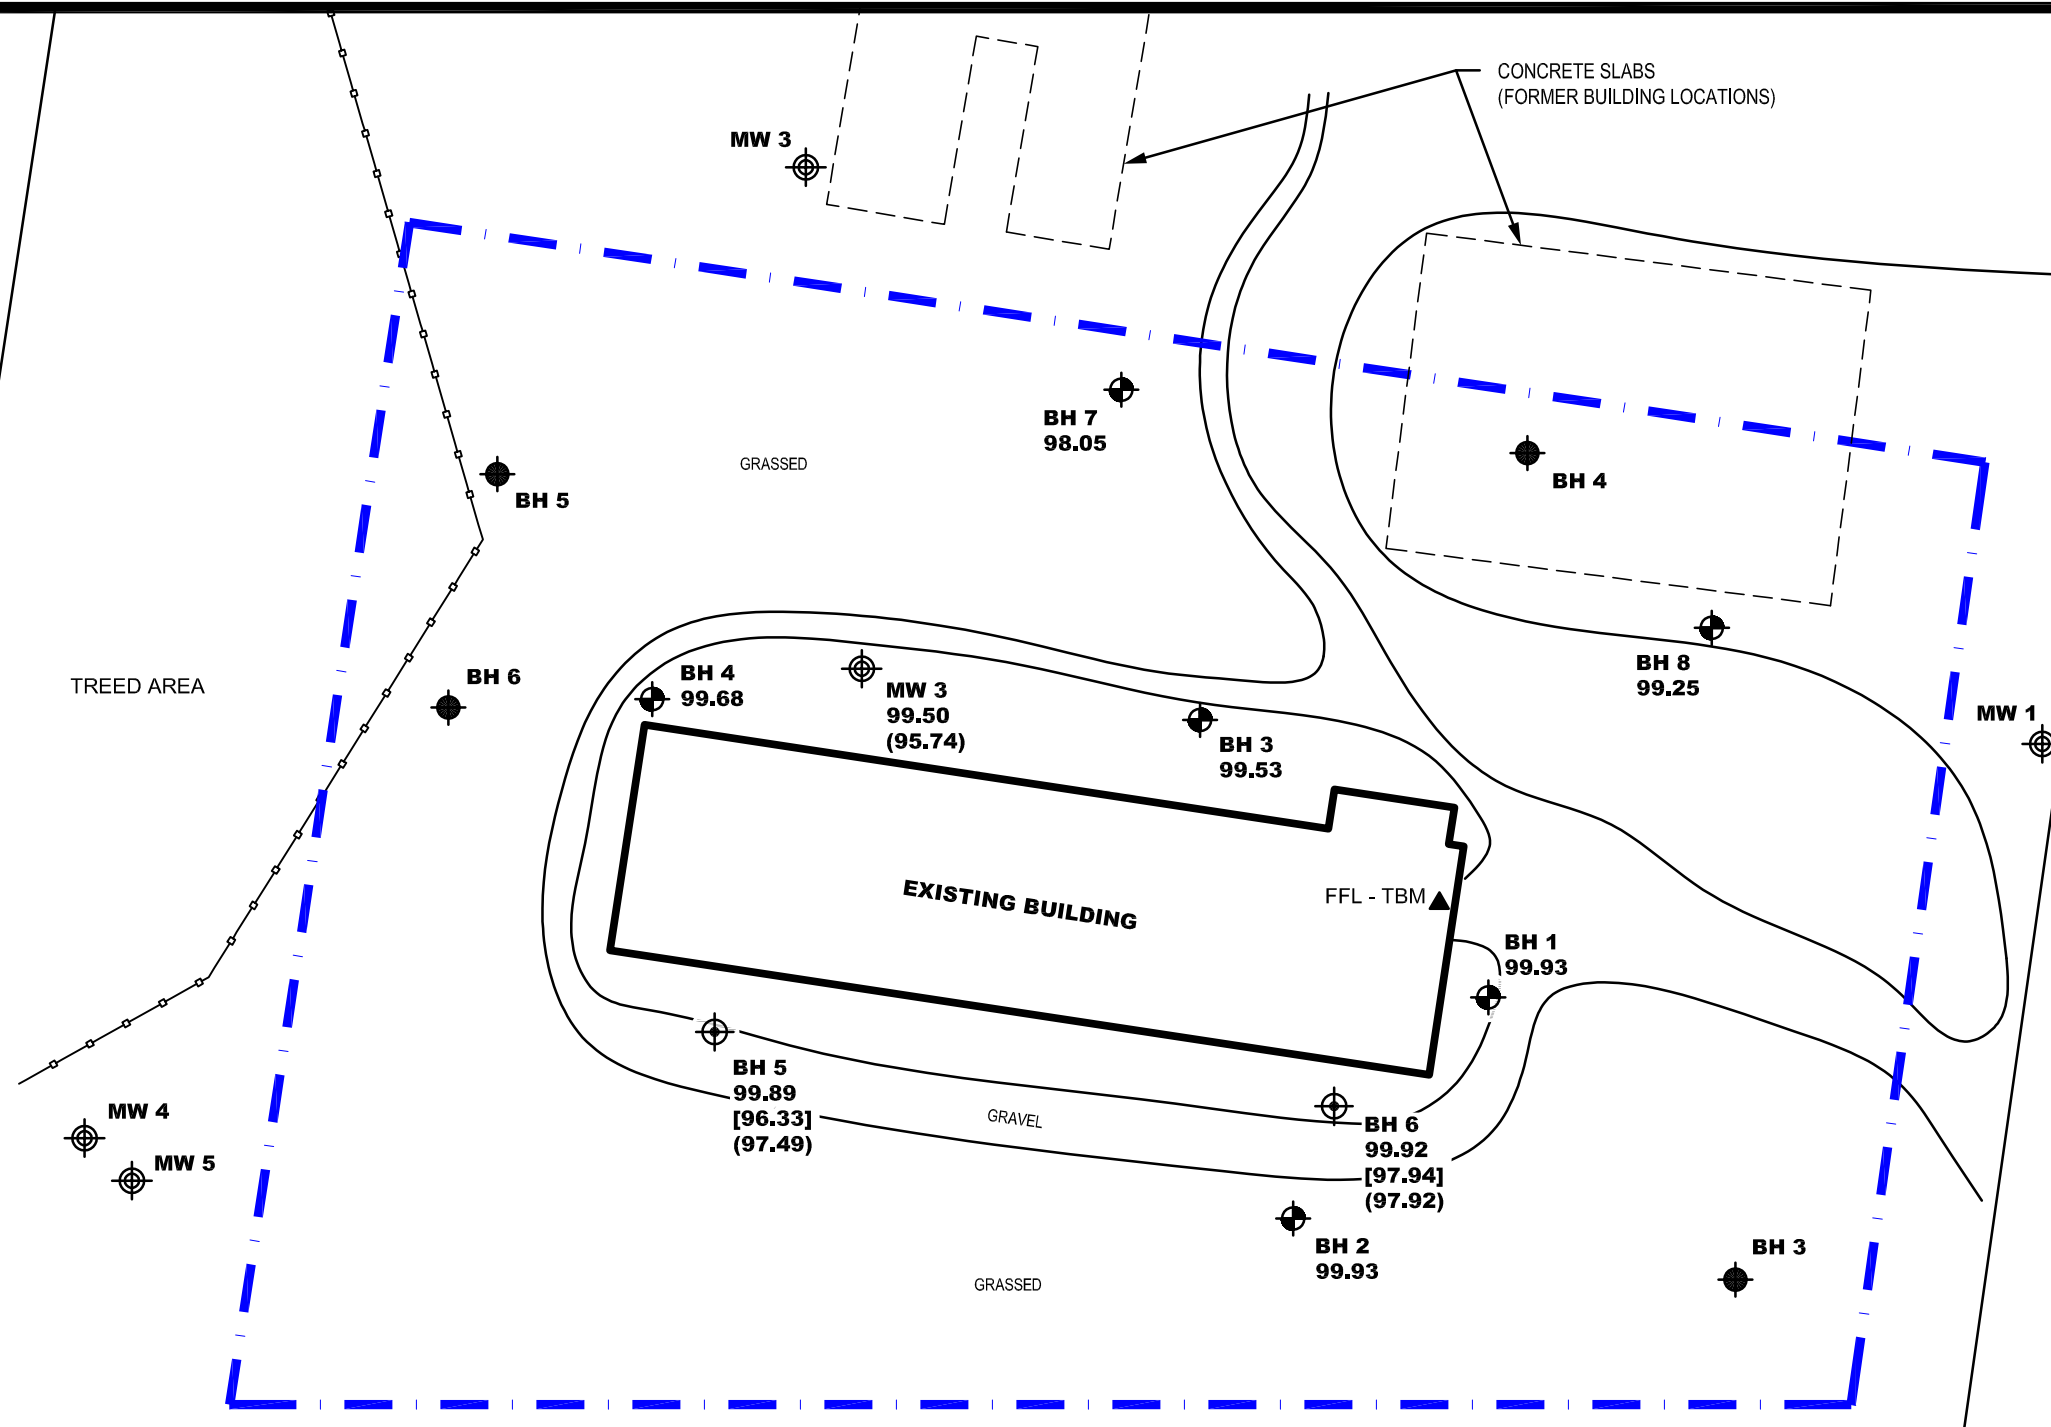 CONCRETE SLABS
(FORMER BUILDING LOCATIONS)
MW 3
BH 7
98.05
GRASSED
BH 4
BH 5
TREED AREA
BH 6
BH 4
99.68
MW 3
99.50
(95.74)
BH 3
99.53
BH 8
99.25
MW 1
EXISTING BUILDING
FFL - TBM
BH 1
99.93
BH 5
99.89
[96.33]
(97.49)
GRAVEL
BH 6
99.92
[97.94]
(97.92)
MW 4
MW 5
BH 2
99.93
BH 3
GRASSED